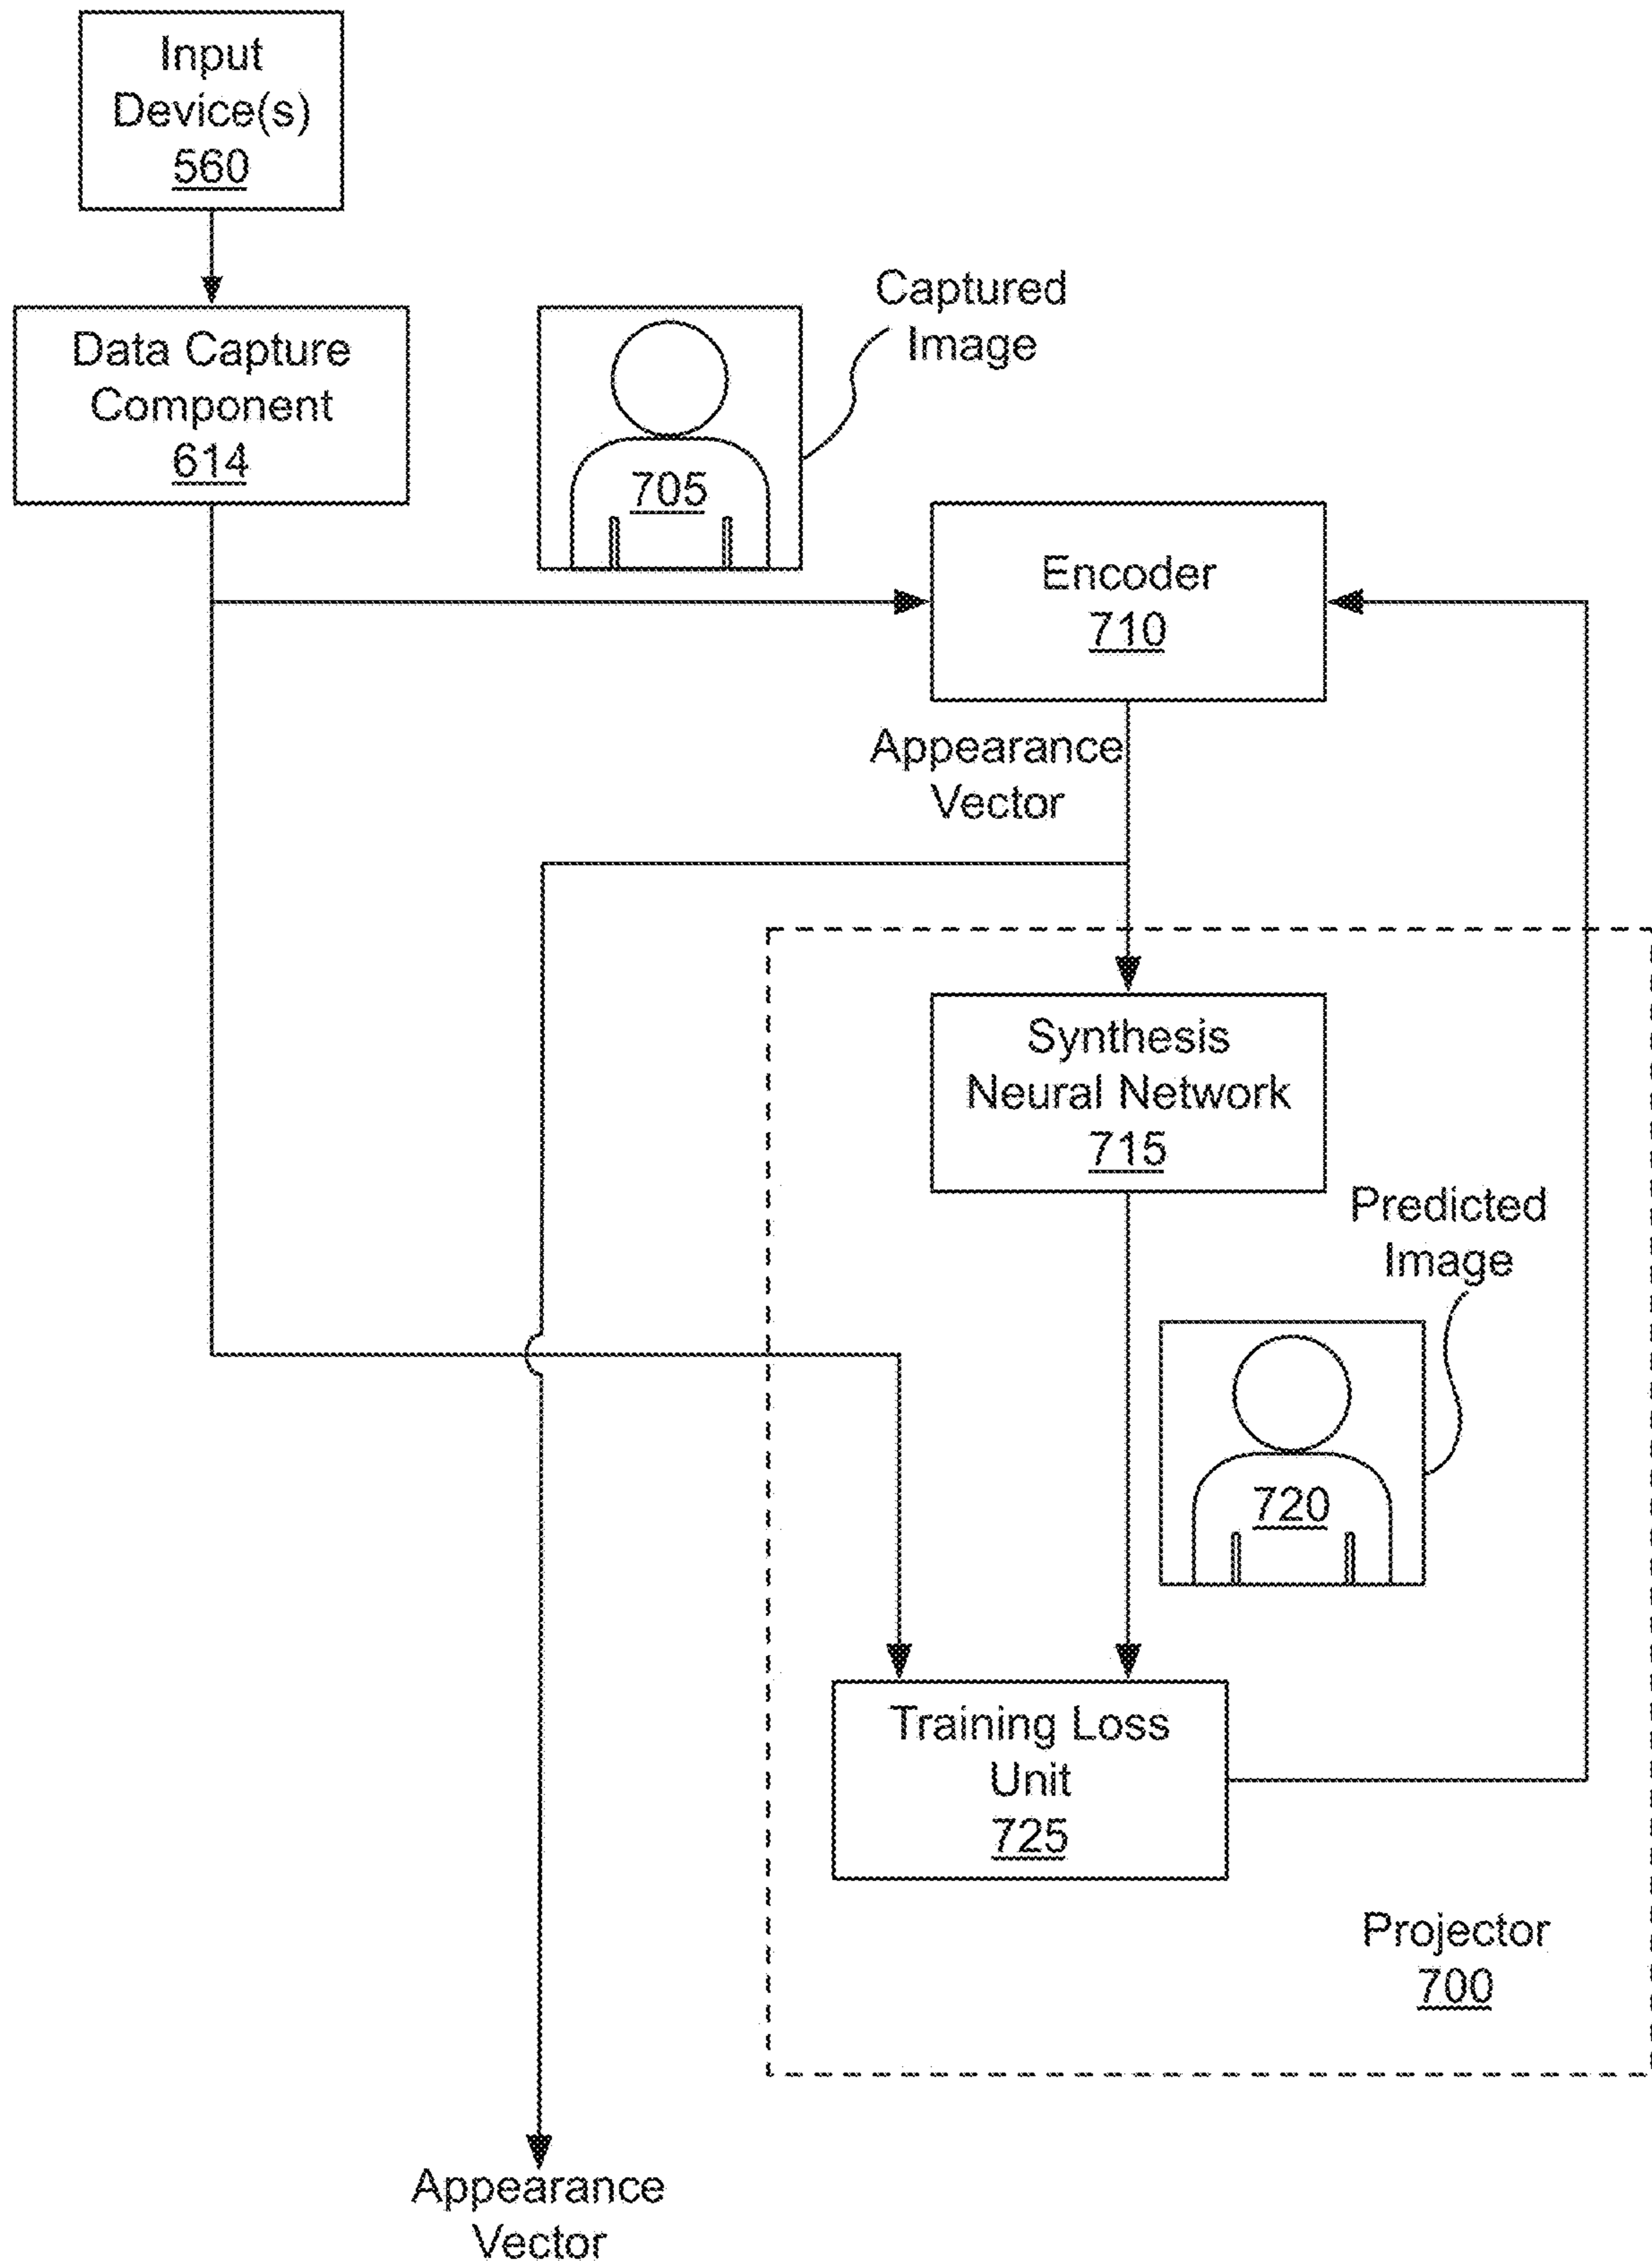 Input
Device(s)
560
Data Capture
Component
614
Captured
Image
705
Encoder
710
Appearance
Vector
Synthesis
Neural Network
715
Predicted
Image
720
Training Loss
Unit
725
Projector
700
Appearance
Vector